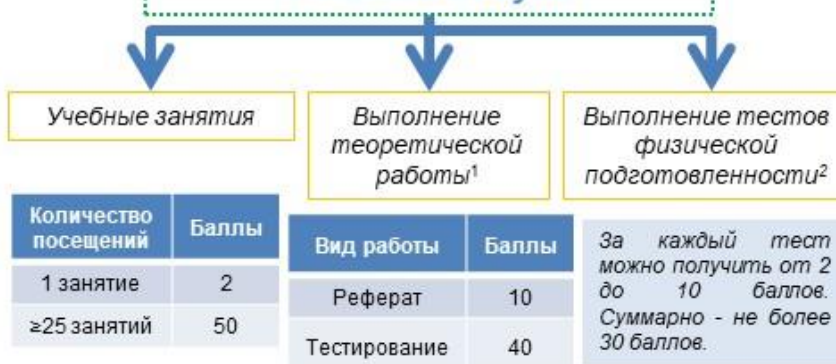 Учебные занятия
Выполнение
теоретической
работы¹
Выполнение тестов
физической
подготовленности²
Количество
посещений
Баллы
1 занятие
2
≥25 занятий
50
Вид работы
Баллы
Реферат
10
Тестирование
40
За каждый тест
можно получить от 2
до 10 баллов.
Суммарно - не более
30 баллов.